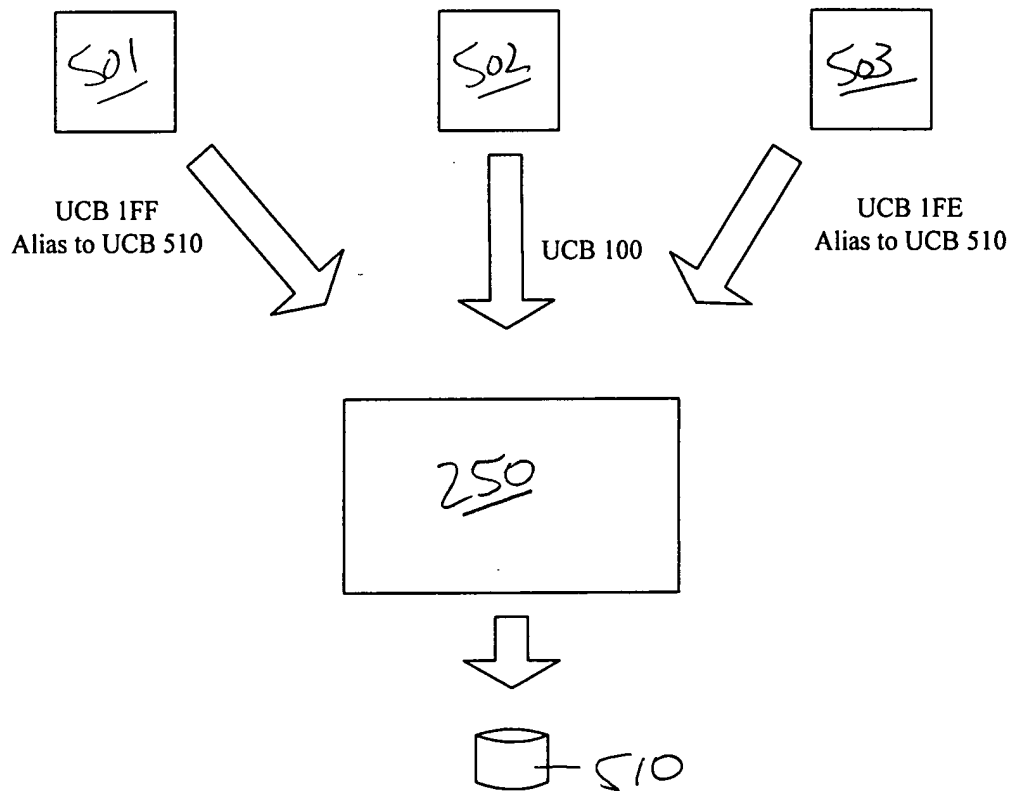 501
502
503
UCB 1FF
Alias to UCB 510
UCB 100
UCB 1FE
Alias to UCB 510
250
510